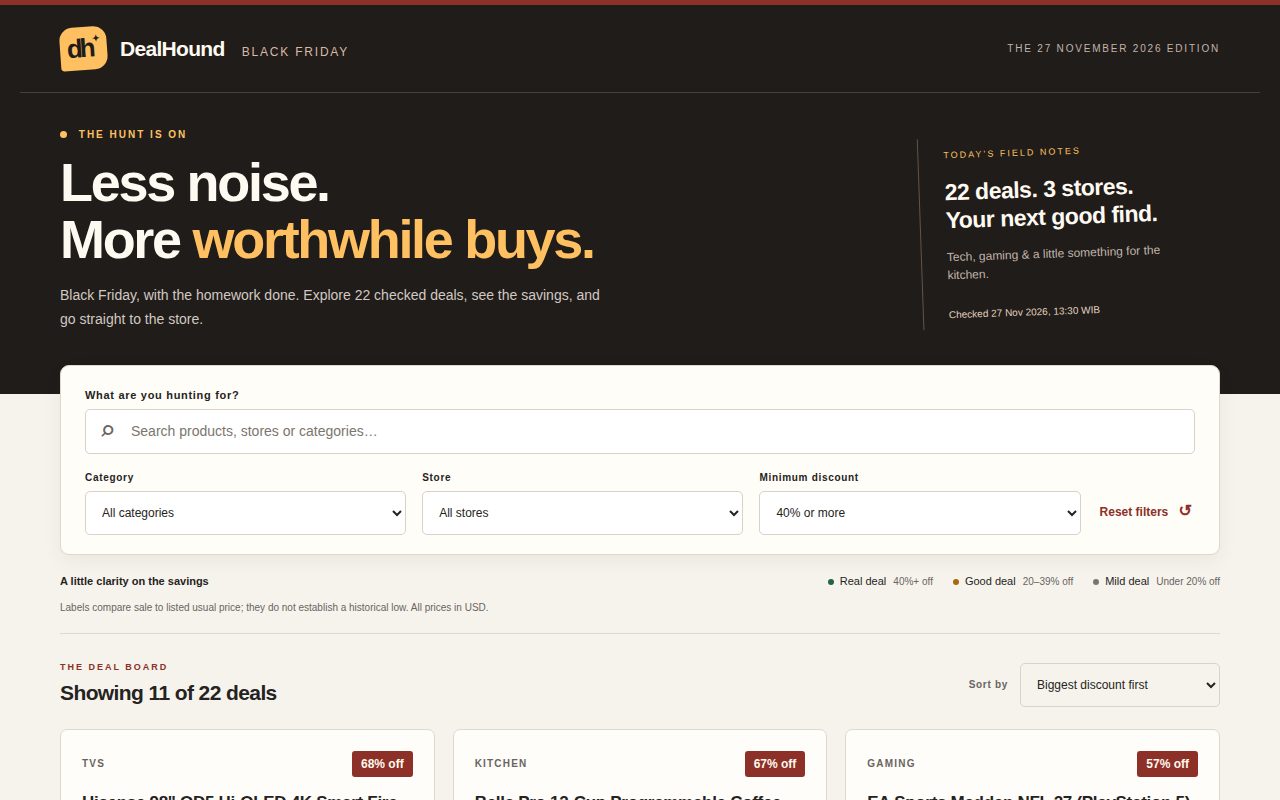 dh
DealHound
BLACK FRIDAY
THE 27 NOVEMBER 2026 EDITION
THE HUNT IS ON
Less noise.
More worthwhile buys.
Black Friday, with the homework done. Explore 22 checked deals, see the savings, and
go straight to the store.
TODAY'S FIELD NOTES
22 deals. 3 stores.
Your next good find.
Tech, gaming & a little something for the
kitchen.
Checked 27 Nov 2026, 13:30 WIB
What are you hunting for?
Search products, stores or categories…
Category
All categories
Store
All stores
Minimum discount
40% or more
Reset filters ↺
A little clarity on the savings
Real deal 40%+ off
Good deal 20–39% off
Mild deal Under 20% off
Labels compare sale to listed usual price; they do not establish a historical low. All prices in USD.
THE DEAL BOARD
Showing 11 of 22 deals
Sort by
Biggest discount first
TVS
68% off
KITCHEN
67% off
GAMING
57% off
EA Sports Madden NFL 27 (PlayStation 5)